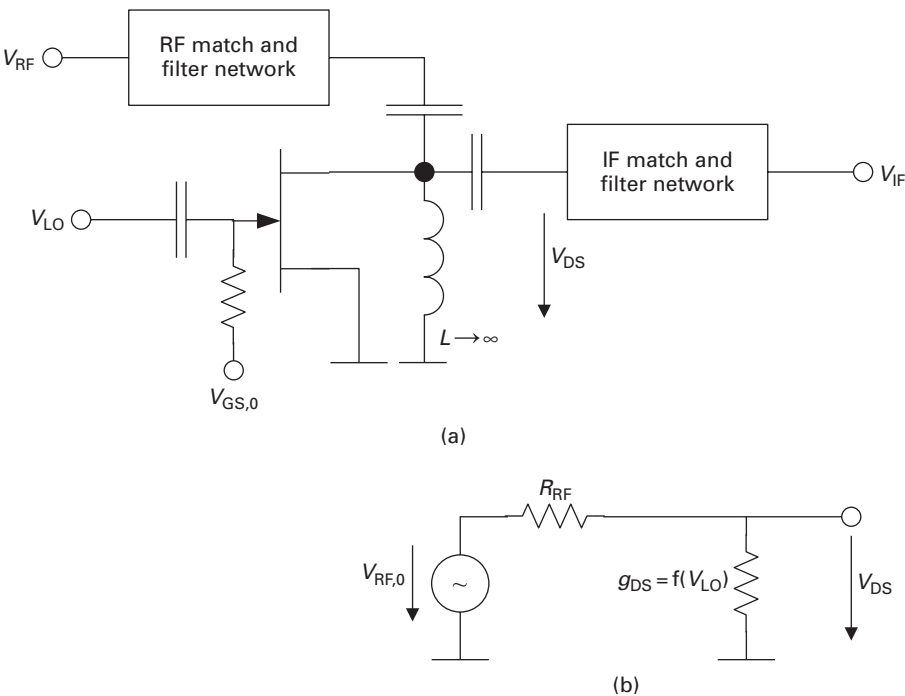 V_RF
RF match and
filter network
IF match and
filter network
V_IF
V_LO
V_DS
L→∞
V_GS,0
(a)
R_RF
V_RF,0
~
g_DS = f(V_LO)
V_DS
(b)